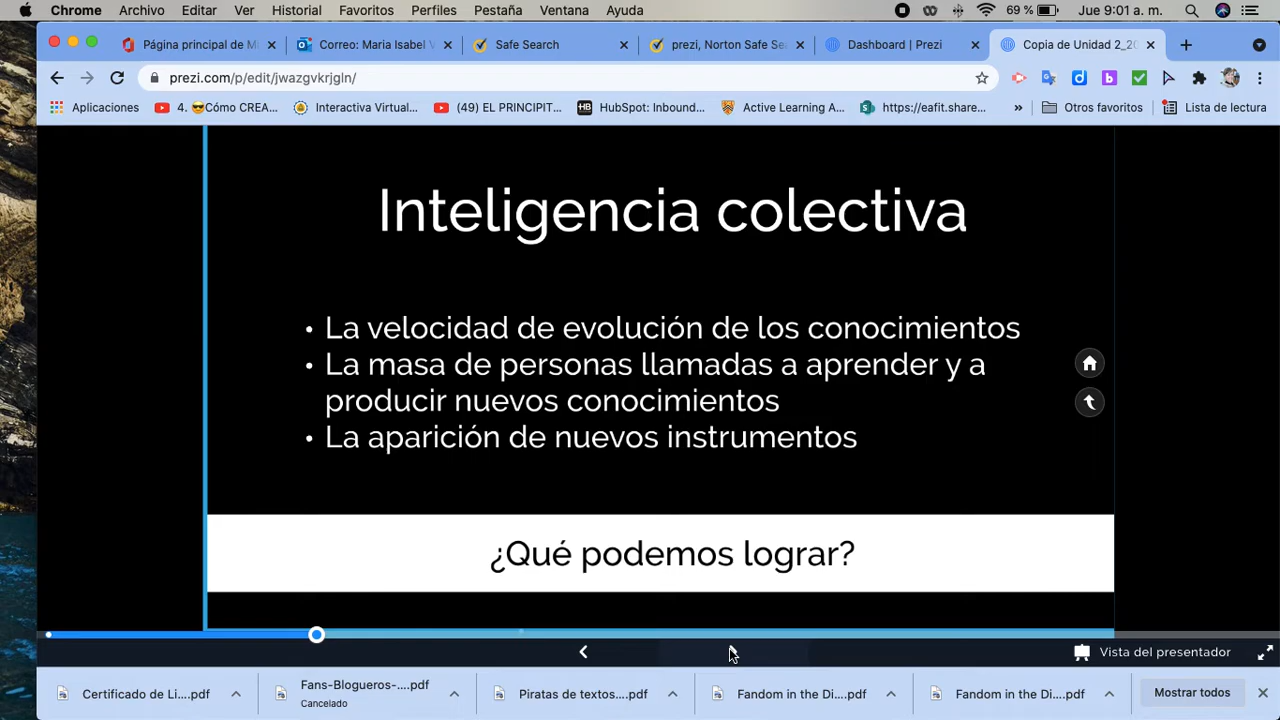 Chrome Archivo Editar Ver Historial Favoritos Perfiles Pestaña Ventana Ayuda 69 % Jue 9:01 a. m.
Página principal de M Correo: Maria Isabel V Safe Search prezi, Norton Safe Se Dashboard | Prezi Copia de Unidad 2_20
prezi.com/p/edit/jwazgvkrjgln/
Aplicaciones 4. 😎Cómo CREA... Interactiva Virtual... (49) EL PRINCIPIT... HubSpot: Inbound... Active Learning A... https://eafit.share... » Otros favoritos Lista de lectura
Inteligencia colectiva
• La velocidad de evolución de los conocimientos
• La masa de personas llamadas a aprender y a
producir nuevos conocimientos
• La aparición de nuevos instrumentos
¿Qué podemos lograr?
Vista del presentador
Certificado de Li....pdf Fans-Blogueros-....pdf Piratas de textos....pdf Fandom in the Di....pdf Fandom in the Di....pdf Mostrar todos
Cancelado